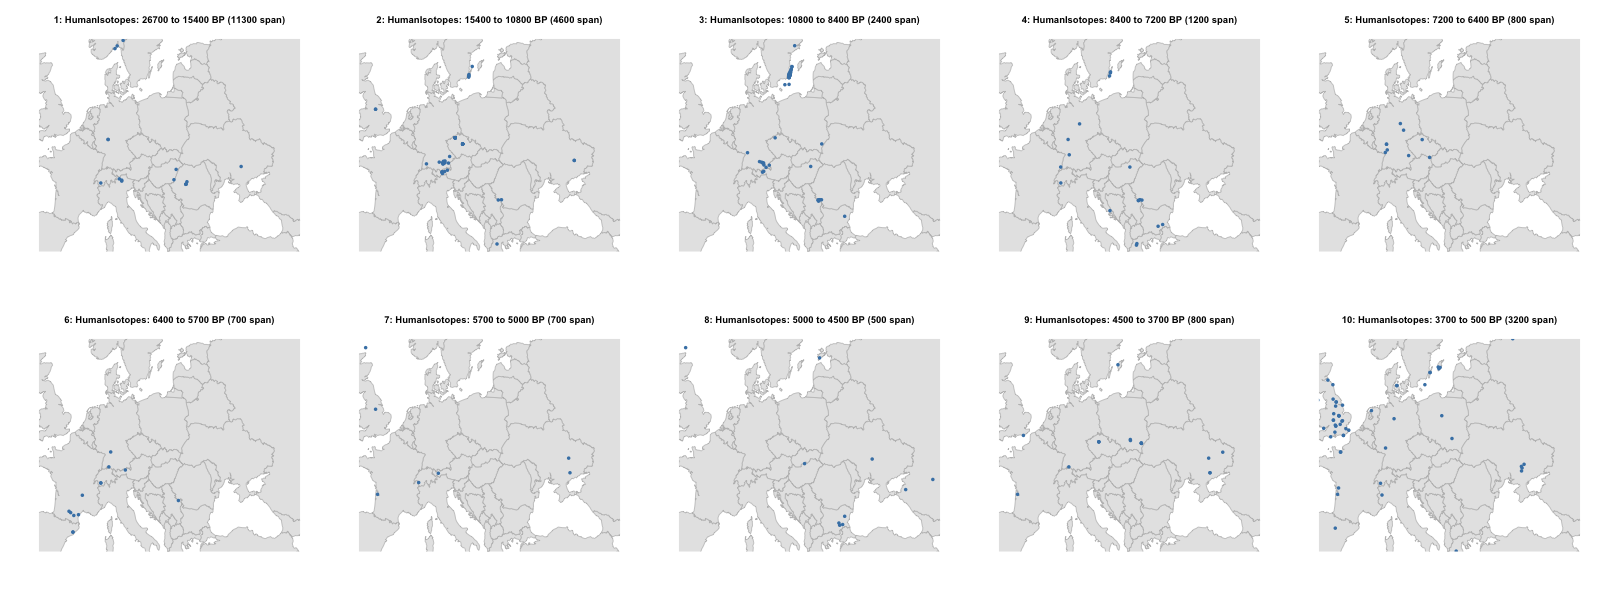 1: HumanIsotopes: 26700 to 15400 BP (11300 span)
2: HumanIsotopes: 15400 to 10800 BP (4600 span)
3: HumanIsotopes: 10800 to 8400 BP (2400 span)
4: HumanIsotopes: 8400 to 7200 BP (1200 span)
5: HumanIsotopes: 7200 to 6400 BP (800 span)
6: HumanIsotopes: 6400 to 5700 BP (700 span)
7: HumanIsotopes: 5700 to 5000 BP (700 span)
8: HumanIsotopes: 5000 to 4500 BP (500 span)
9: HumanIsotopes: 4500 to 3700 BP (800 span)
10: HumanIsotopes: 3700 to 500 BP (3200 span)